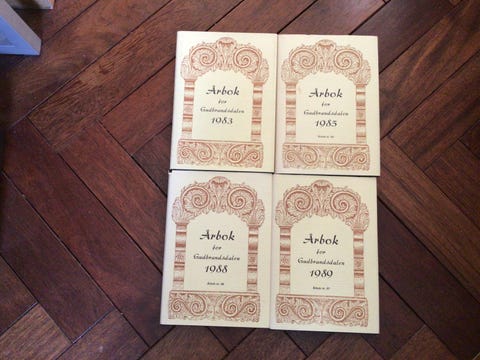 Årbok
for
Gudbrandsdalen
1983
Årbok
for
Gudbrandsdalen
1985
Årbok
for
Gudbrandsdalen
1988
Årbok
for
Gudbrandsdalen
1989